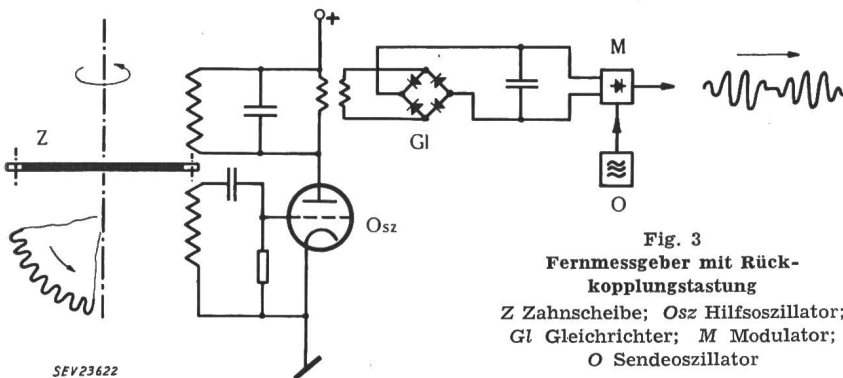 +
M
Z
Gl
Osz
O
Fig. 3
Fernmessgeber mit Rück-
kopplungstastung
Z Zahnscheibe; Osz Hilfsoszillator;
Gl Gleichrichter; M Modulator;
O Sendeoszillator
SEV23622